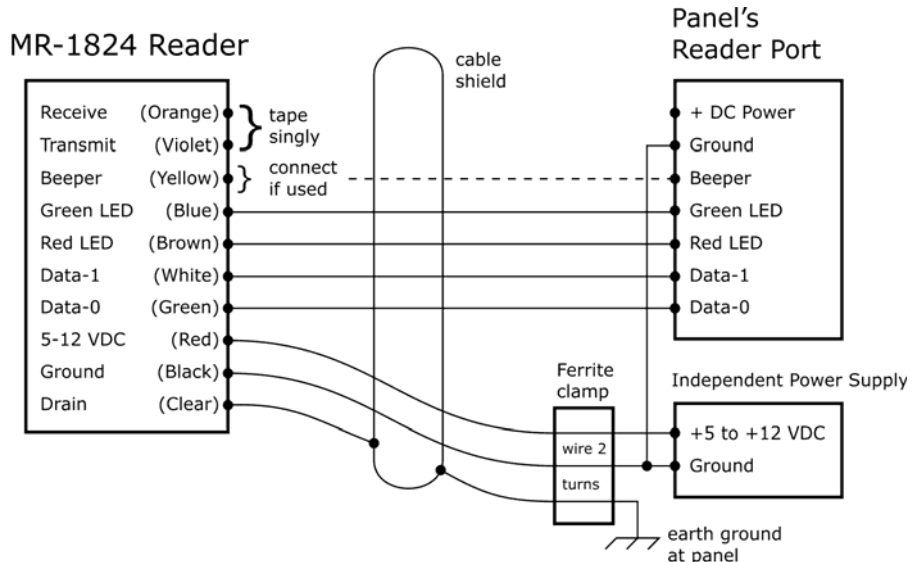 MR-1824 Reader
Receive (Orange)
Transmit (Violet)
Beeper (Yellow)
Green LED (Blue)
Red LED (Brown)
Data-1 (White)
Data-0 (Green)
5-12 VDC (Red)
Ground (Black)
Drain (Clear)
tape
singly
connect
if used
cable
shield
Panel's
Reader Port
+ DC Power
Ground
Beeper
Green LED
Red LED
Data-1
Data-0
Ferrite
clamp
wire 2
turns
Independent Power Supply
+5 to +12 VDC
Ground
earth ground
at panel